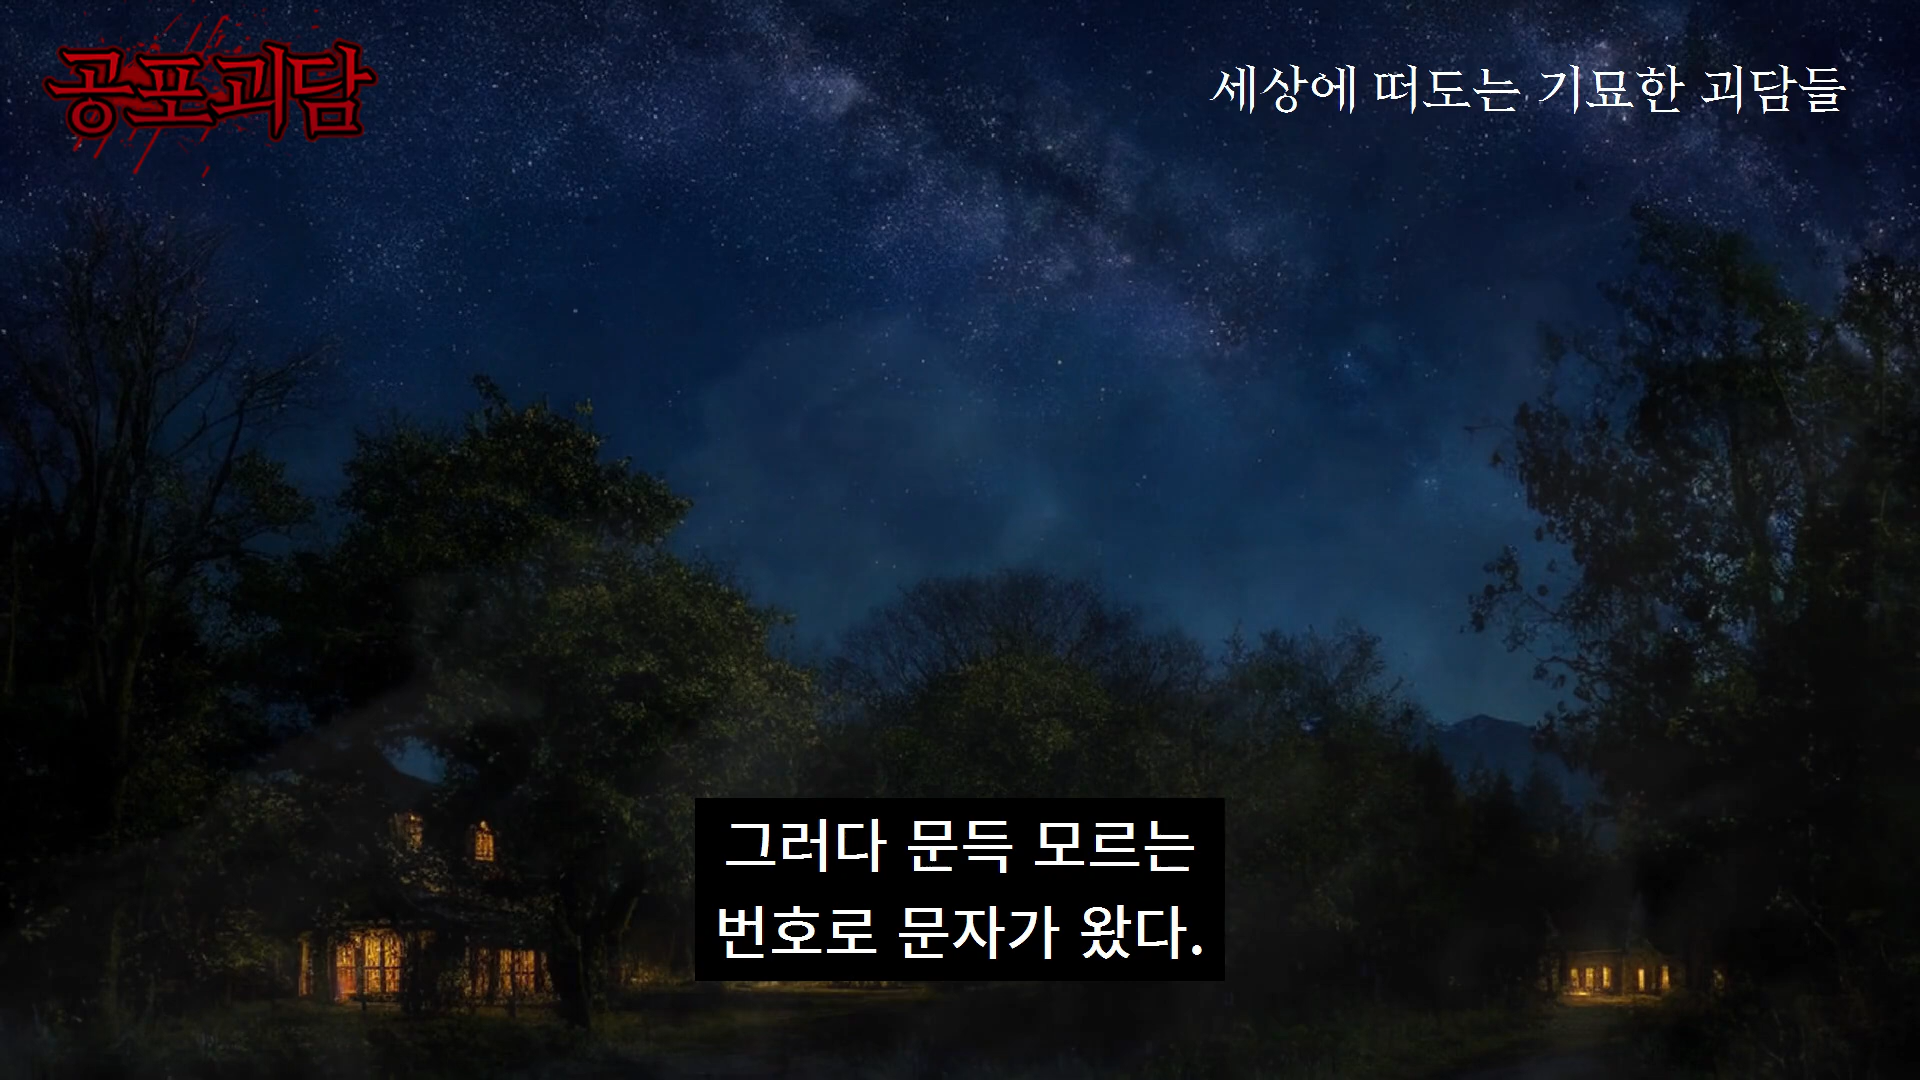 공포괴담
세상에 떠도는 기묘한 괴담들
그러다 문득 모르는
번호로 문자가 왔다.